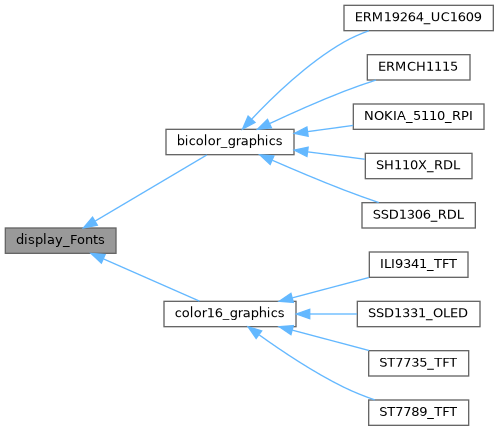 ERM19264_UC1609
ERMCH1115
NOKIA_5110_RPI
bicolor_graphics
SH110X_RDL
SSD1306_RDL
display_Fonts
ILI9341_TFT
color16_graphics
SSD1331_OLED
ST7735_TFT
ST7789_TFT